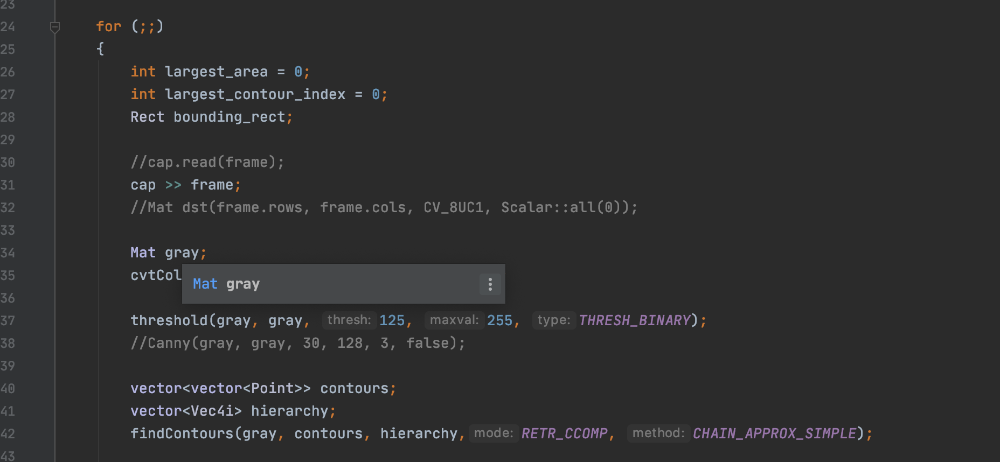 23
24 for (;;)
25 {
26 int largest_area = 0;
27 int largest_contour_index = 0;
28 Rect bounding_rect;
29
30 //cap.read(frame);
31 cap >> frame;
32 //Mat dst(frame.rows, frame.cols, CV_8UC1, Scalar::all(0));
33
34 Mat gray;
35 cvtCol
Mat gray
36
37 threshold(gray, gray, thresh: 125, maxval: 255, type: THRESH_BINARY);
38 //Canny(gray, gray, 30, 128, 3, false);
39
40 vector<vector<Point>> contours;
41 vector<Vec4i> hierarchy;
42 findContours(gray, contours, hierarchy, mode: RETR_CCOMP, method: CHAIN_APPROX_SIMPLE);
43